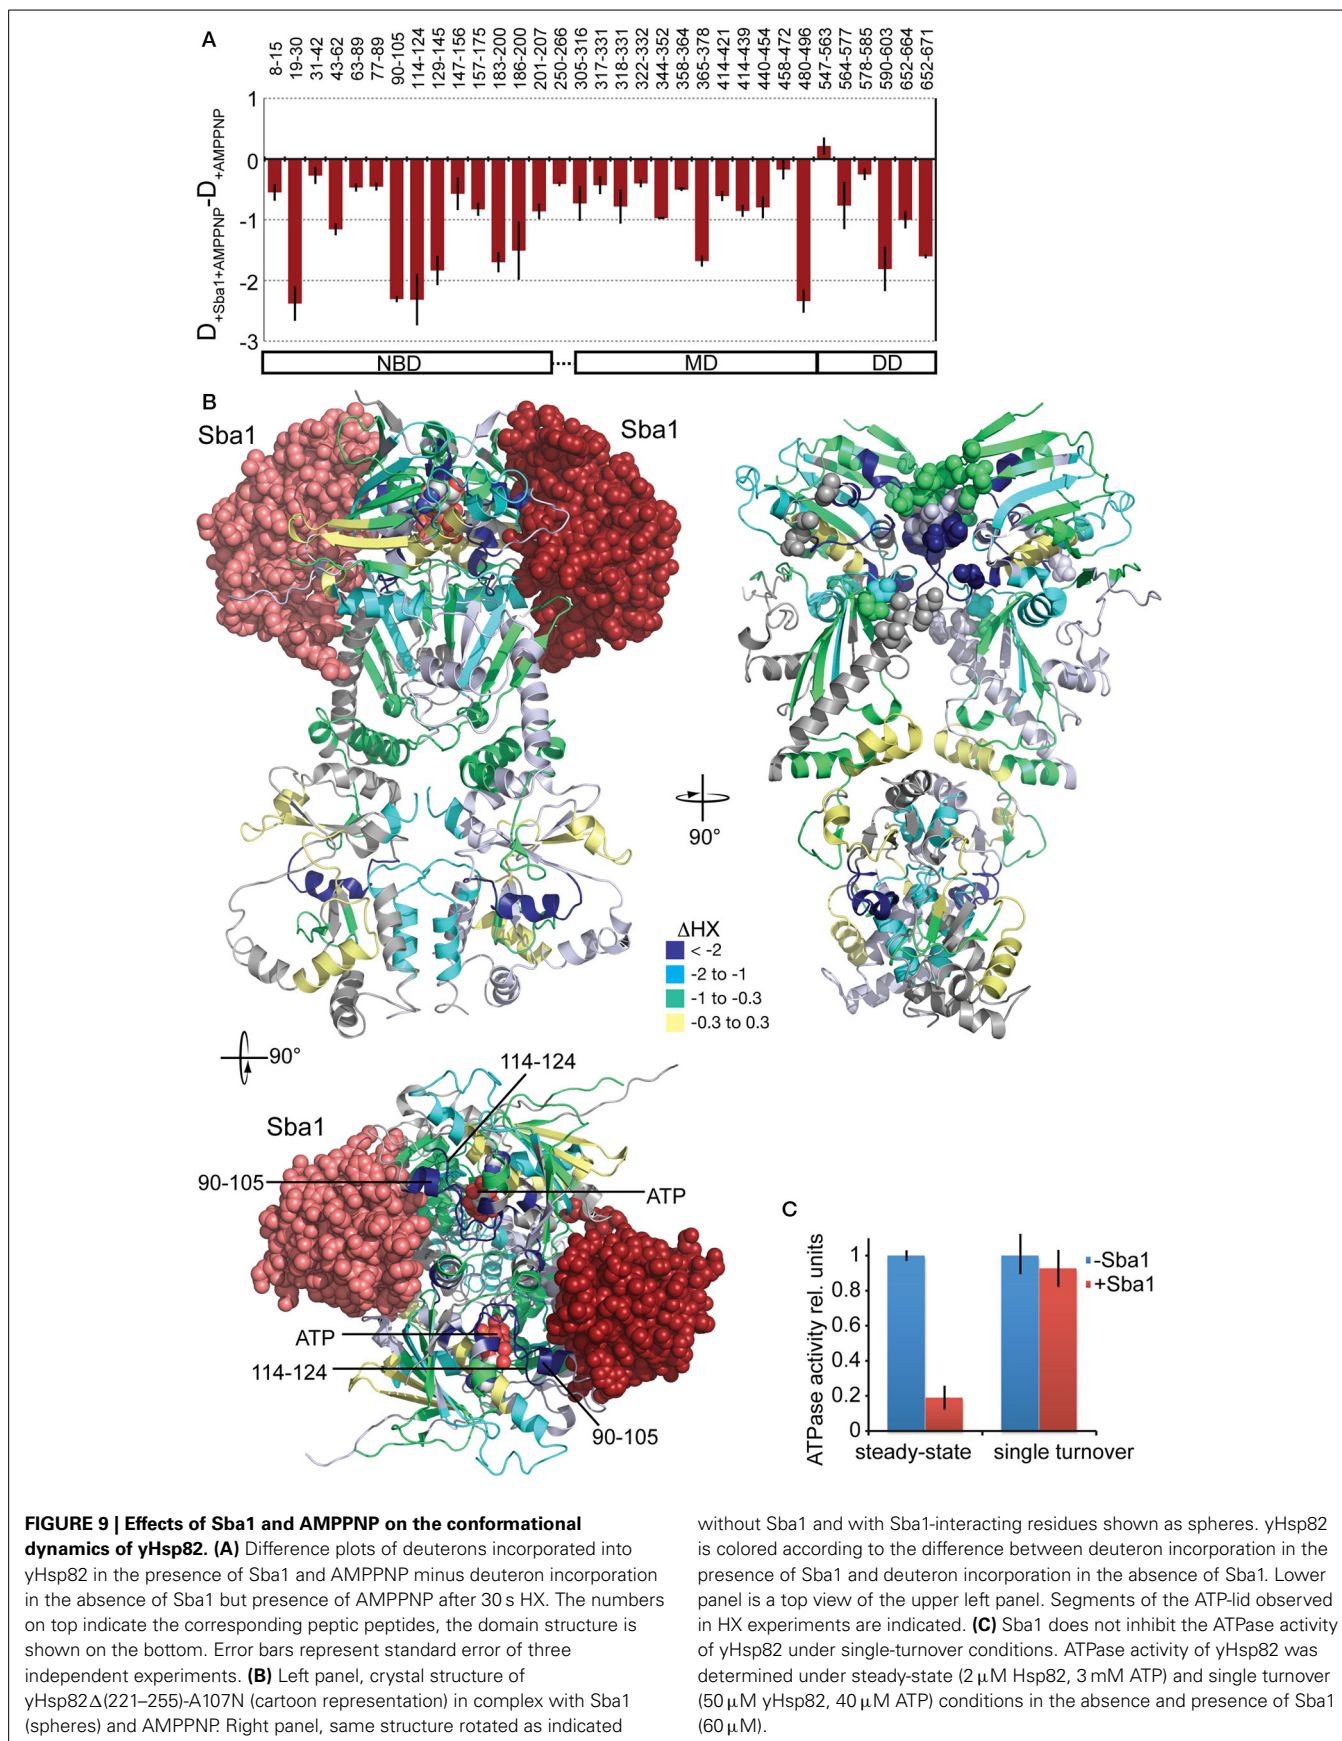 A
8-15
19-30
31-42
43-62
63-89
77-89
90-105
114-124
129-145
147-156
157-175
183-200
186-200
201-207
250-266
305-316
317-331
318-331
322-332
344-352
358-364
365-378
414-421
414-439
440-454
458-472
480-496
547-563
564-577
578-585
590-603
652-664
652-671
D+Sba1+AMPPNP-D+AMPPNP
1
0
-1
-2
-3
NBD
MD
DD
B
Sba1
Sba1
90°
ΔHX
< -2
-2 to -1
-1 to -0.3
-0.3 to 0.3
90°
114-124
Sba1
90-105
ATP
ATP
114-124
90-105
C
ATPase activity rel. units
1
0.8
0.6
0.4
0.2
0
-Sba1
+Sba1
steady-state
single turnover
FIGURE 9 | Effects of Sba1 and AMPPNP on the conformational
dynamics of yHsp82. (A) Difference plots of deuterons incorporated into
yHsp82 in the presence of Sba1 and AMPPNP minus deuteron incorporation
in the absence of Sba1 but presence of AMPPNP after 30 s HX. The numbers
on top indicate the corresponding peptic peptides, the domain structure is
shown on the bottom. Error bars represent standard error of three
independent experiments. (B) Left panel, crystal structure of
yHsp82Δ(221–255)-A107N (cartoon representation) in complex with Sba1
(spheres) and AMPPNP. Right panel, same structure rotated as indicated
without Sba1 and with Sba1-interacting residues shown as spheres. yHsp82
is colored according to the difference between deuteron incorporation in the
presence of Sba1 and deuteron incorporation in the absence of Sba1. Lower
panel is a top view of the upper left panel. Segments of the ATP-lid observed
in HX experiments are indicated. (C) Sba1 does not inhibit the ATPase activity
of yHsp82 under single-turnover conditions. ATPase activity of yHsp82 was
determined under steady-state (2 μM Hsp82, 3 mM ATP) and single turnover
(50 μM yHsp82, 40 μM ATP) conditions in the absence and presence of Sba1
(60 μM).